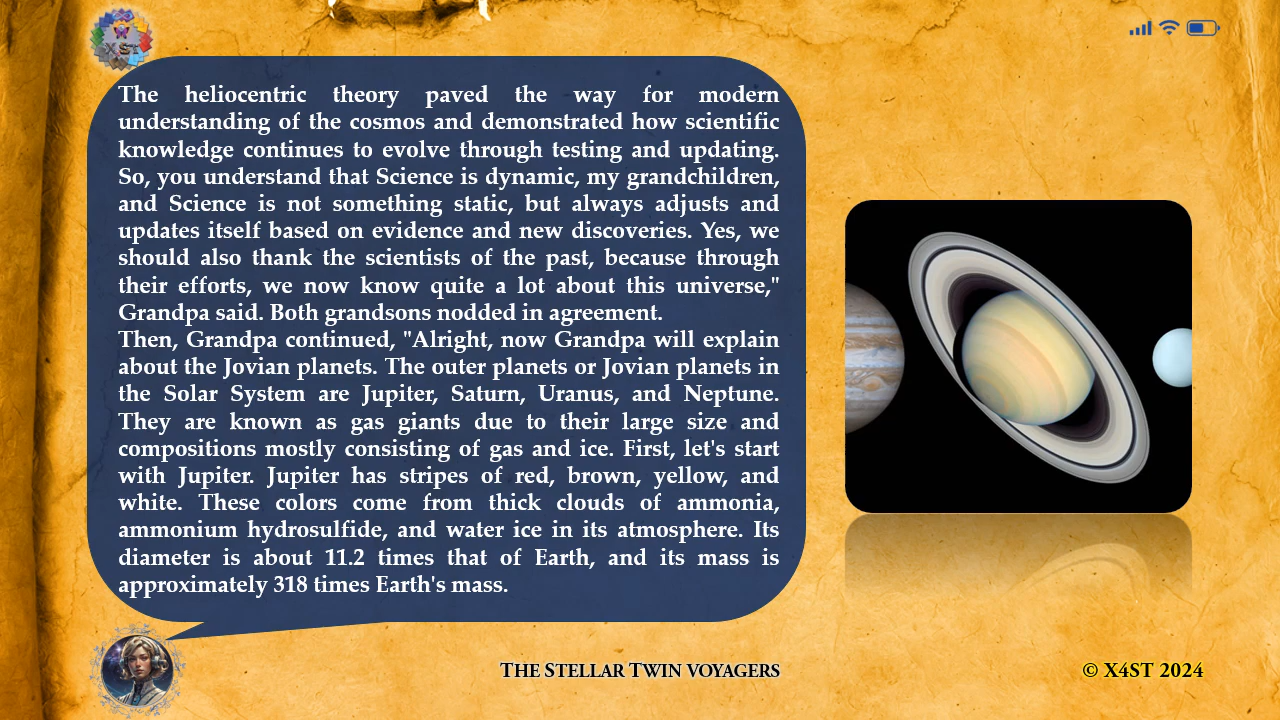 X4ST
The heliocentric theory paved the way for modern
understanding of the cosmos and demonstrated how scientific
knowledge continues to evolve through testing and updating.
So, you understand that Science is dynamic, my grandchildren,
and Science is not something static, but always adjusts and
updates itself based on evidence and new discoveries. Yes, we
should also thank the scientists of the past, because through
their efforts, we now know quite a lot about this universe,"
Grandpa said. Both grandsons nodded in agreement.
Then, Grandpa continued, "Alright, now Grandpa will explain
about the Jovian planets. The outer planets or Jovian planets in
the Solar System are Jupiter, Saturn, Uranus, and Neptune.
They are known as gas giants due to their large size and
compositions mostly consisting of gas and ice. First, let's start
with Jupiter. Jupiter has stripes of red, brown, yellow, and
white. These colors come from thick clouds of ammonia,
ammonium hydrosulfide, and water ice in its atmosphere. Its
diameter is about 11.2 times that of Earth, and its mass is
approximately 318 times Earth's mass.
THE STELLAR TWIN VOYAGERS
© X4ST 2024